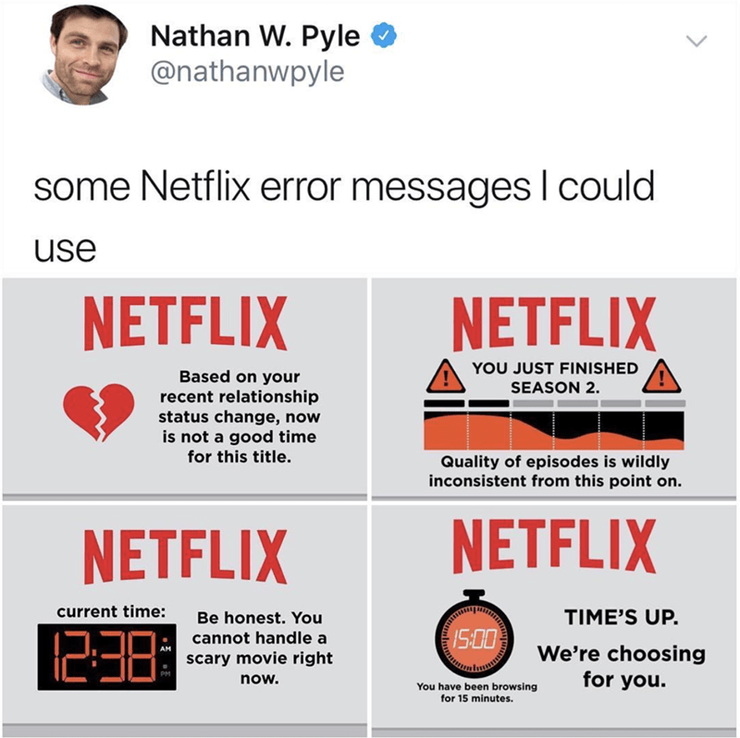 Nathan W. Pyle
@nathanwpyle
some Netflix error messages I could
use
NETFLIX
Based on your
recent relationship
status change, now
is not a good time
for this title.
NETFLIX
YOU JUST FINISHED
SEASON 2.
Quality of episodes is wildly
inconsistent from this point on.
NETFLIX
current time:
12:38
AM
PM
Be honest. You
cannot handle a
scary movie right
now.
NETFLIX
15:00
You have been browsing
for 15 minutes.
TIME'S UP.
We're choosing
for you.